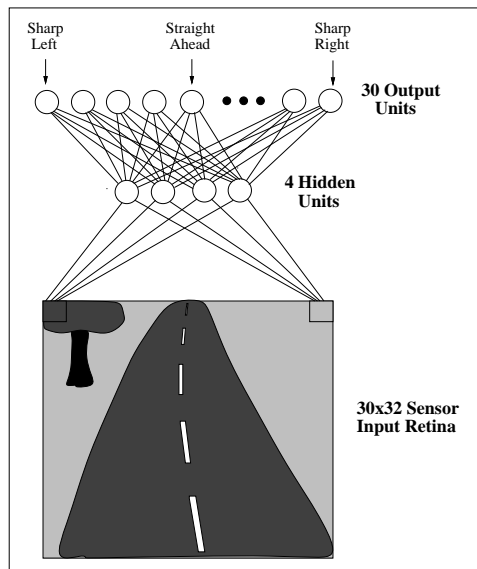 Sharp
Left
Straight
Ahead
Sharp
Right
30 Output
Units
4 Hidden
Units
30x32 Sensor
Input Retina